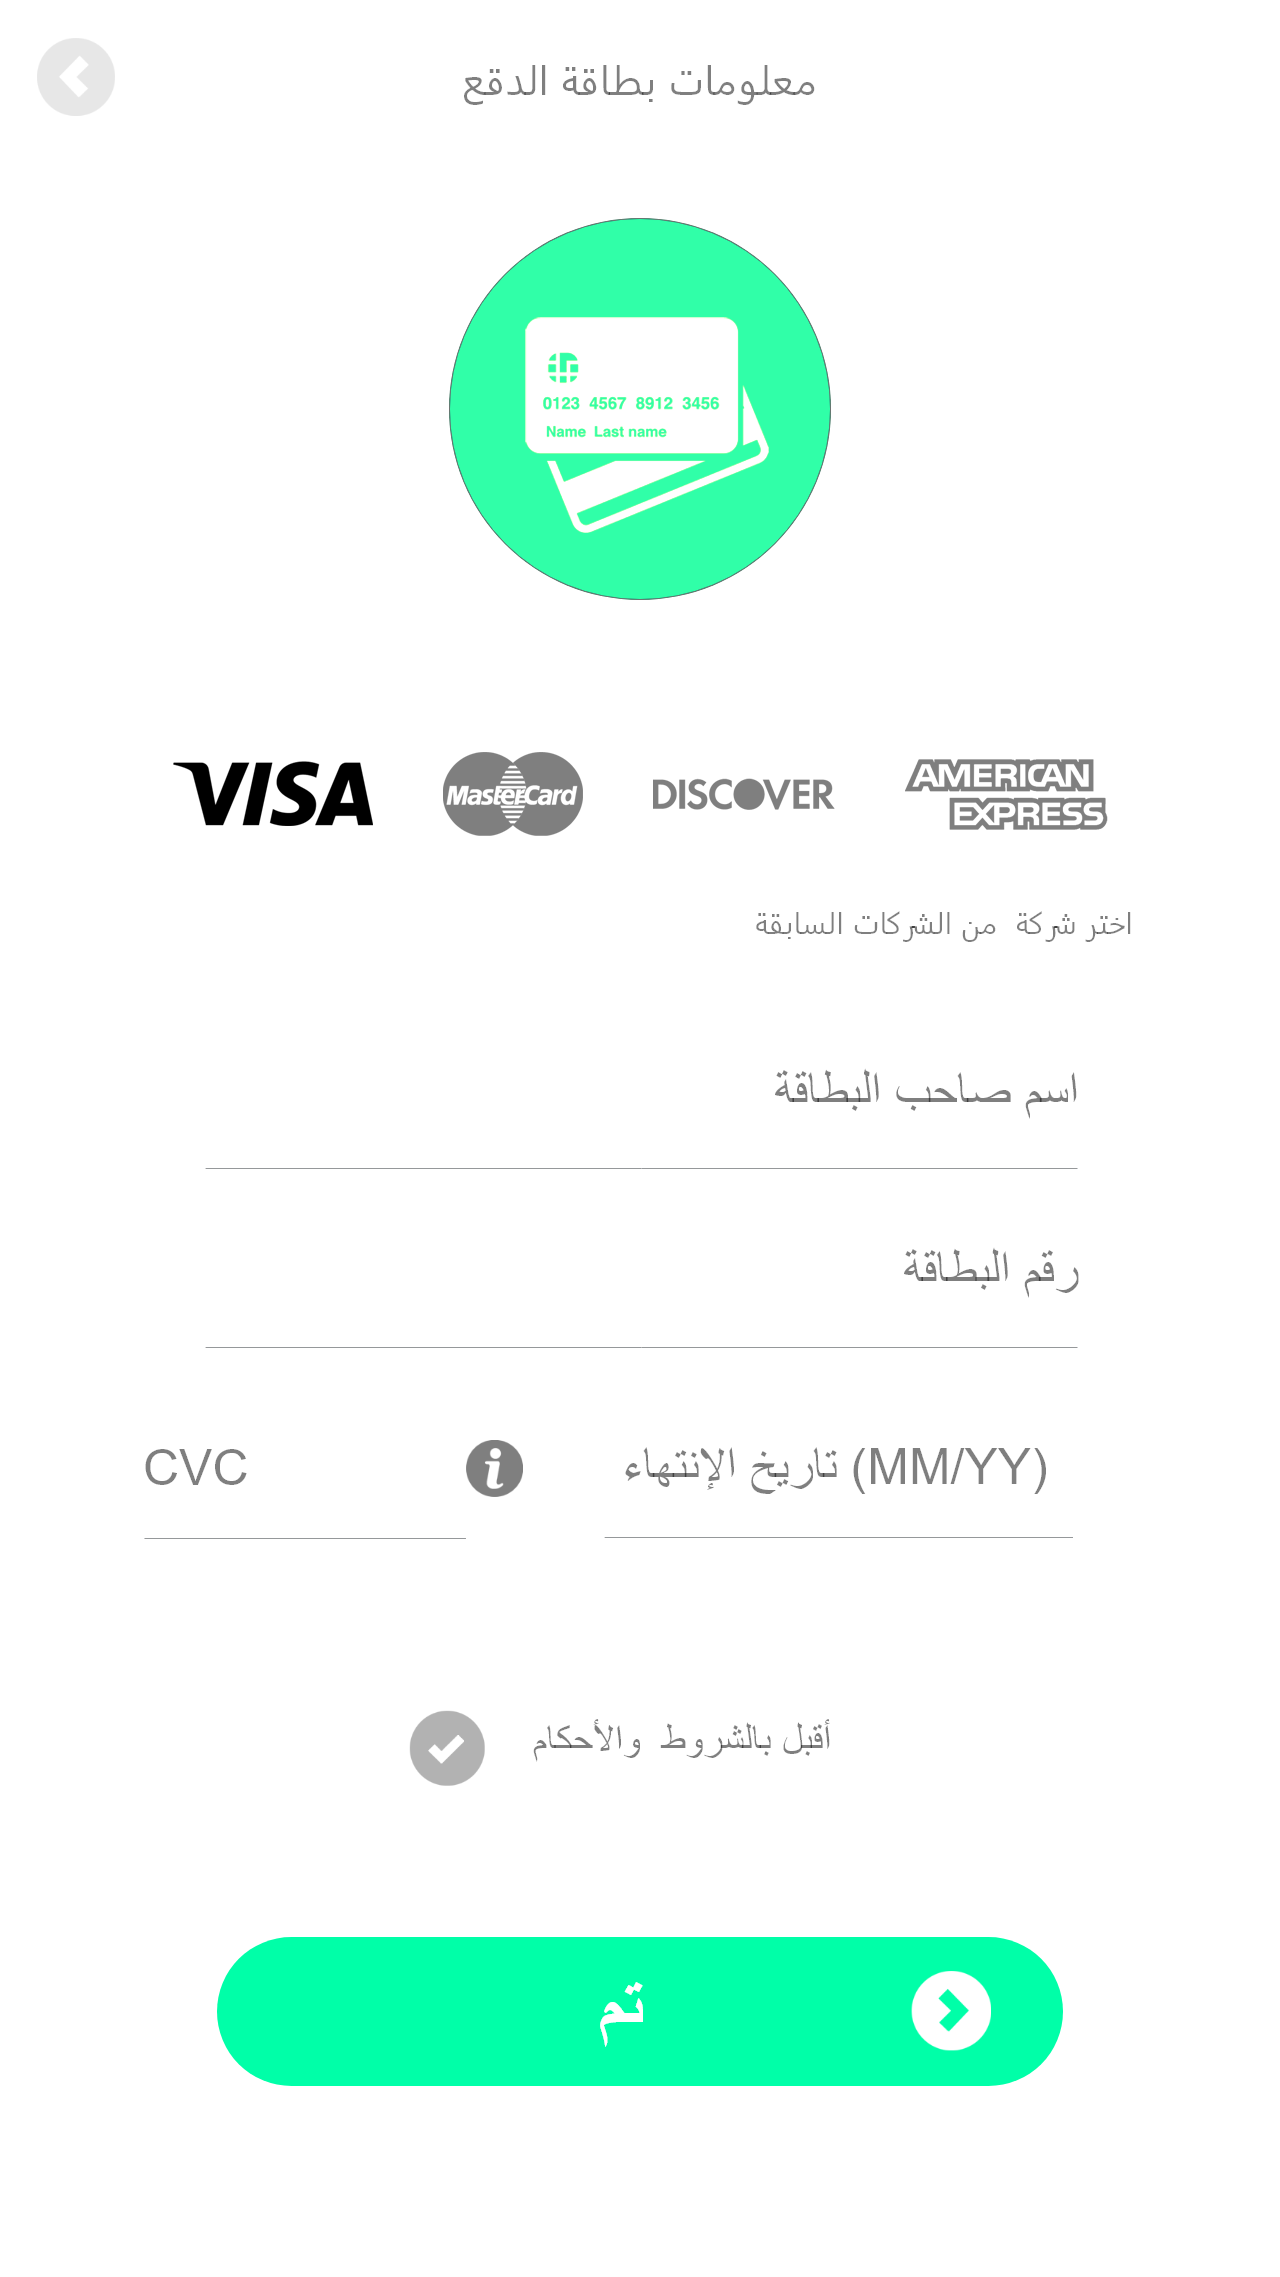 معلومات بطاقة الدقع
0123 4567 8912 3456
Name Last name
VISA MasterCard DISCOVER AMERICAN EXPRESS
اختر شركة من الشركات السابقة
اسم صاحب البطاقة
رقم البطاقة
(MM/YY) تاريخ الإنتهاء
CVC
أقبل بالشروط والأحكام
تم